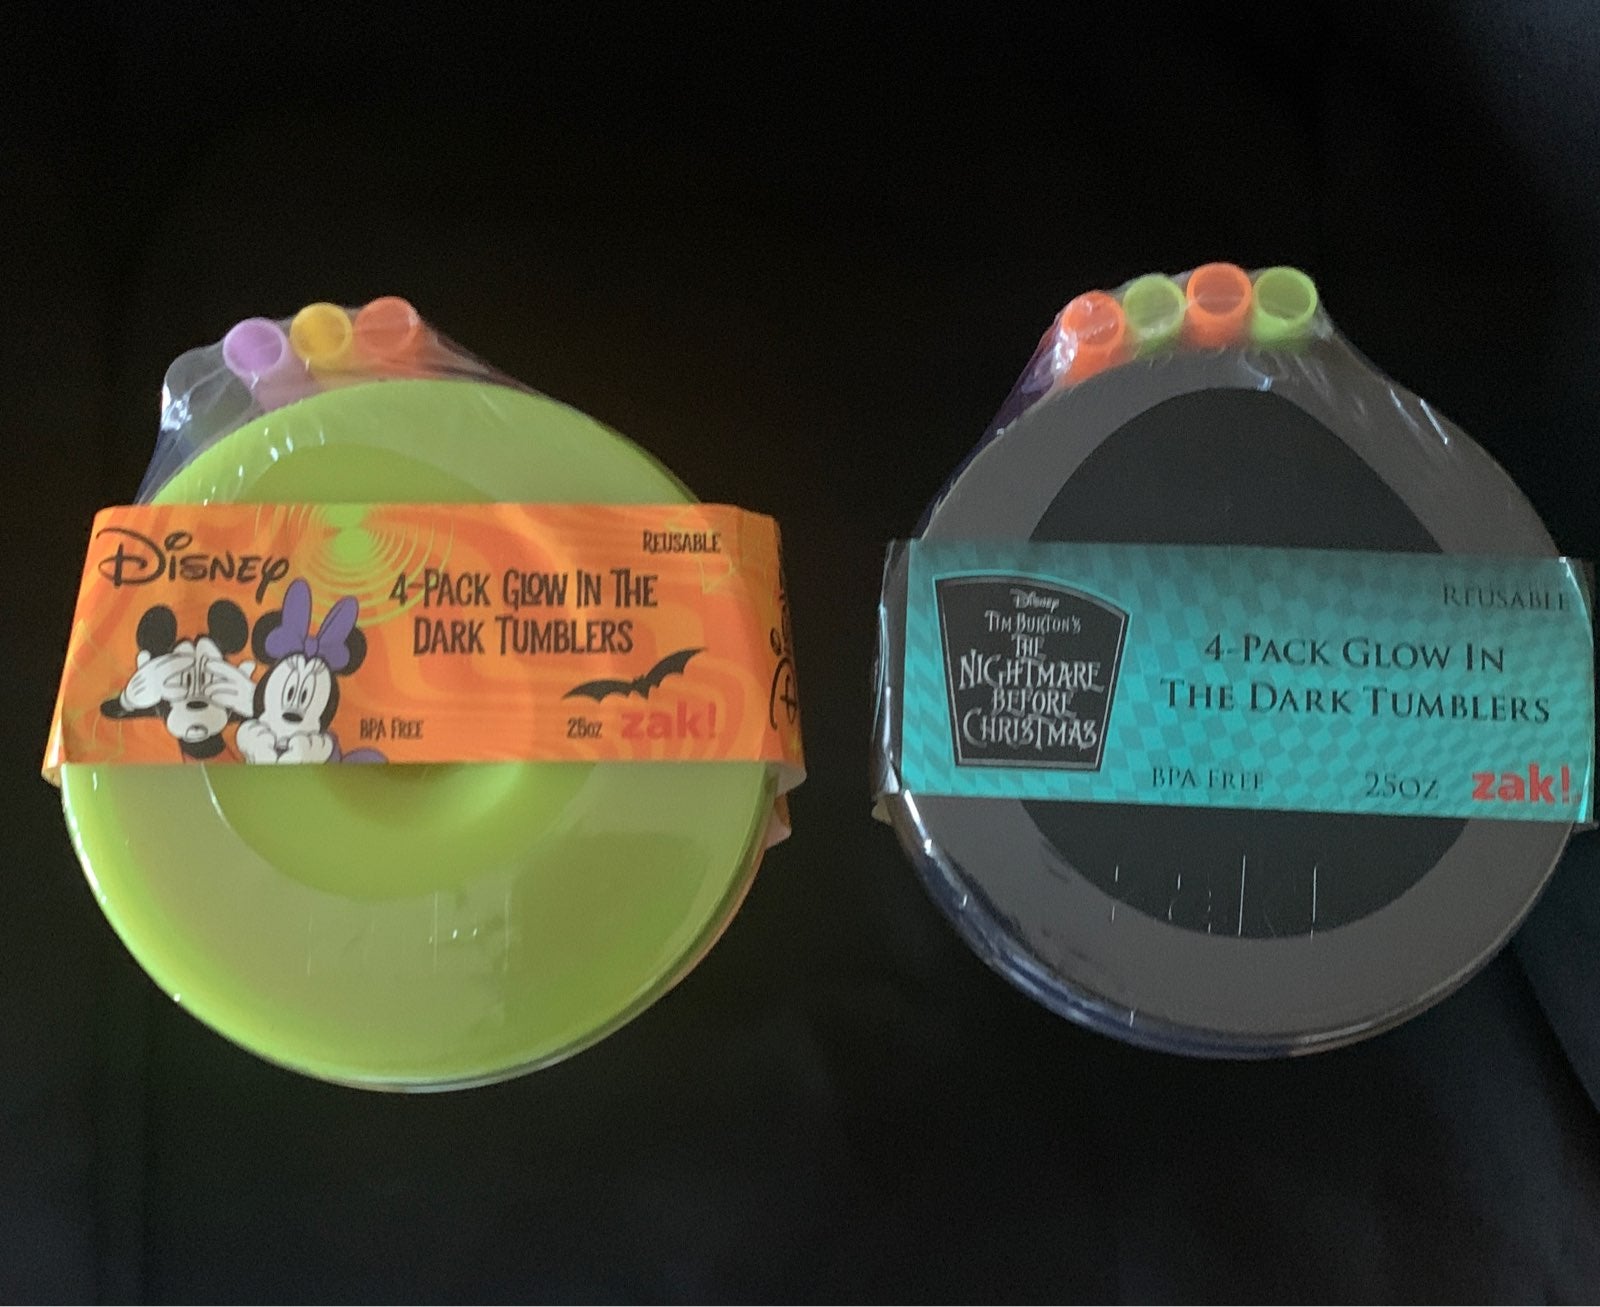 Disney
REUSABLE
4-PACK GLOW IN THE
DARK TUMBLERS
BPA FREE
25oz
zak!
Disney
TIM BURTON'S
THE
NIGHTMARE
BEFORE
CHRISTMAS
REUSABLE
4-PACK GLOW IN
THE DARK TUMBLERS
BPA FREE
25OZ
zak!